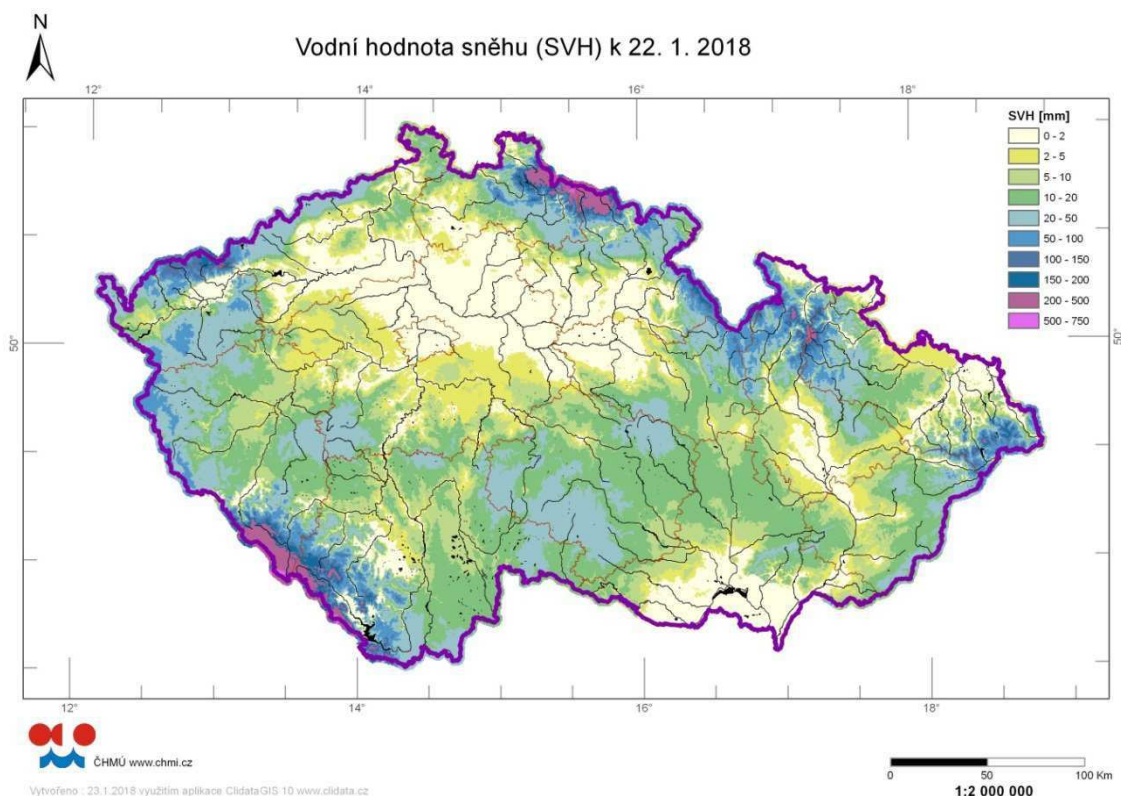 N
Vodní hodnota sněhu (SVH) k 22. 1. 2018
12° 14° 16° 18°
SVH [mm]
0 - 2
2 - 5
5 - 10
10 - 20
20 - 50
50 - 100
100 - 150
150 - 200
200 - 500
500 - 750
50° 50°
12° 14° 16° 18°
ČHMÚ www.chmi.cz
0 50 100 Km
1:2 000 000
Vytvořeno : 23.1.2018 využitím aplikace ClidataGIS 10 www.clidata.cz